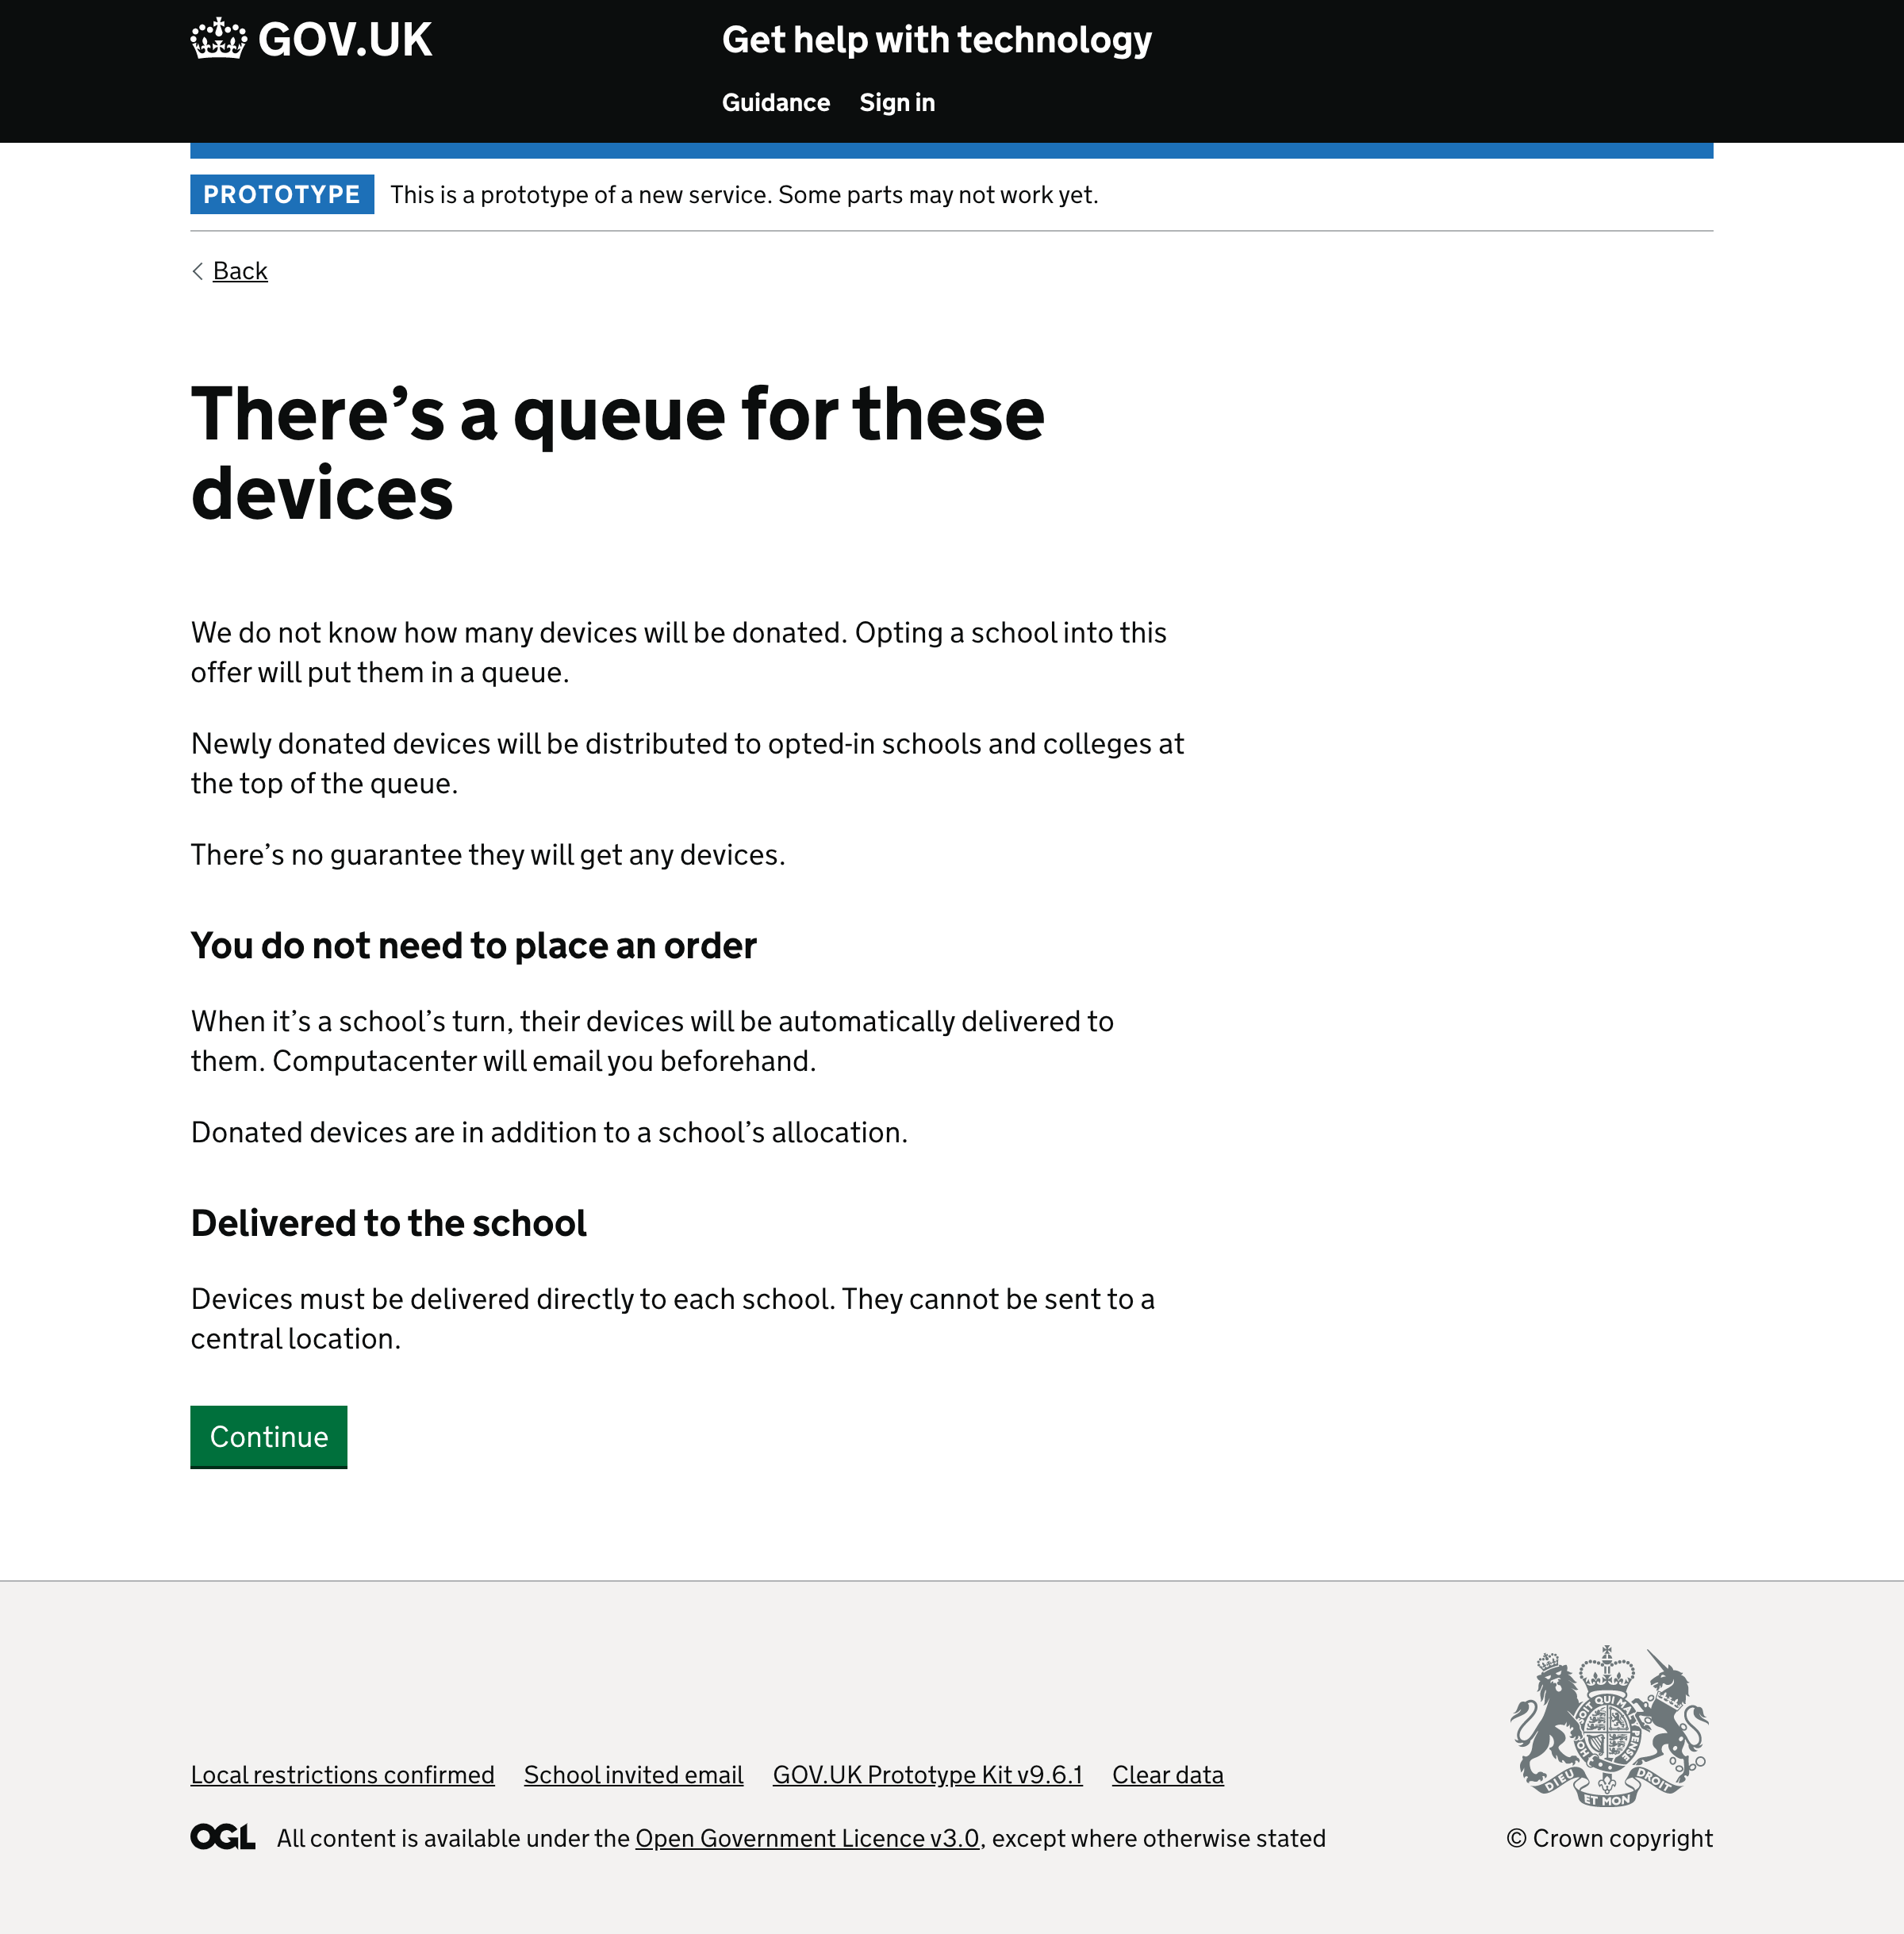 GOV.UK
Get help with technology
Guidance Sign in
PROTOTYPE This is a prototype of a new service. Some parts may not work yet.
Back
There’s a queue for these
devices
We do not know how many devices will be donated. Opting a school into this
offer will put them in a queue.
Newly donated devices will be distributed to opted-in schools and colleges at
the top of the queue.
There’s no guarantee they will get any devices.
You do not need to place an order
When it’s a school’s turn, their devices will be automatically delivered to
them. Computacenter will email you beforehand.
Donated devices are in addition to a school’s allocation.
Delivered to the school
Devices must be delivered directly to each school. They cannot be sent to a
central location.
Continue
SOIT QUI MAL Y PENSE HONI
DIEU ET MON DROIT
Local restrictions confirmed School invited email GOV.UK Prototype Kit v9.6.1 Clear data
OGL All content is available under the Open Government Licence v3.0, except where otherwise stated
© Crown copyright